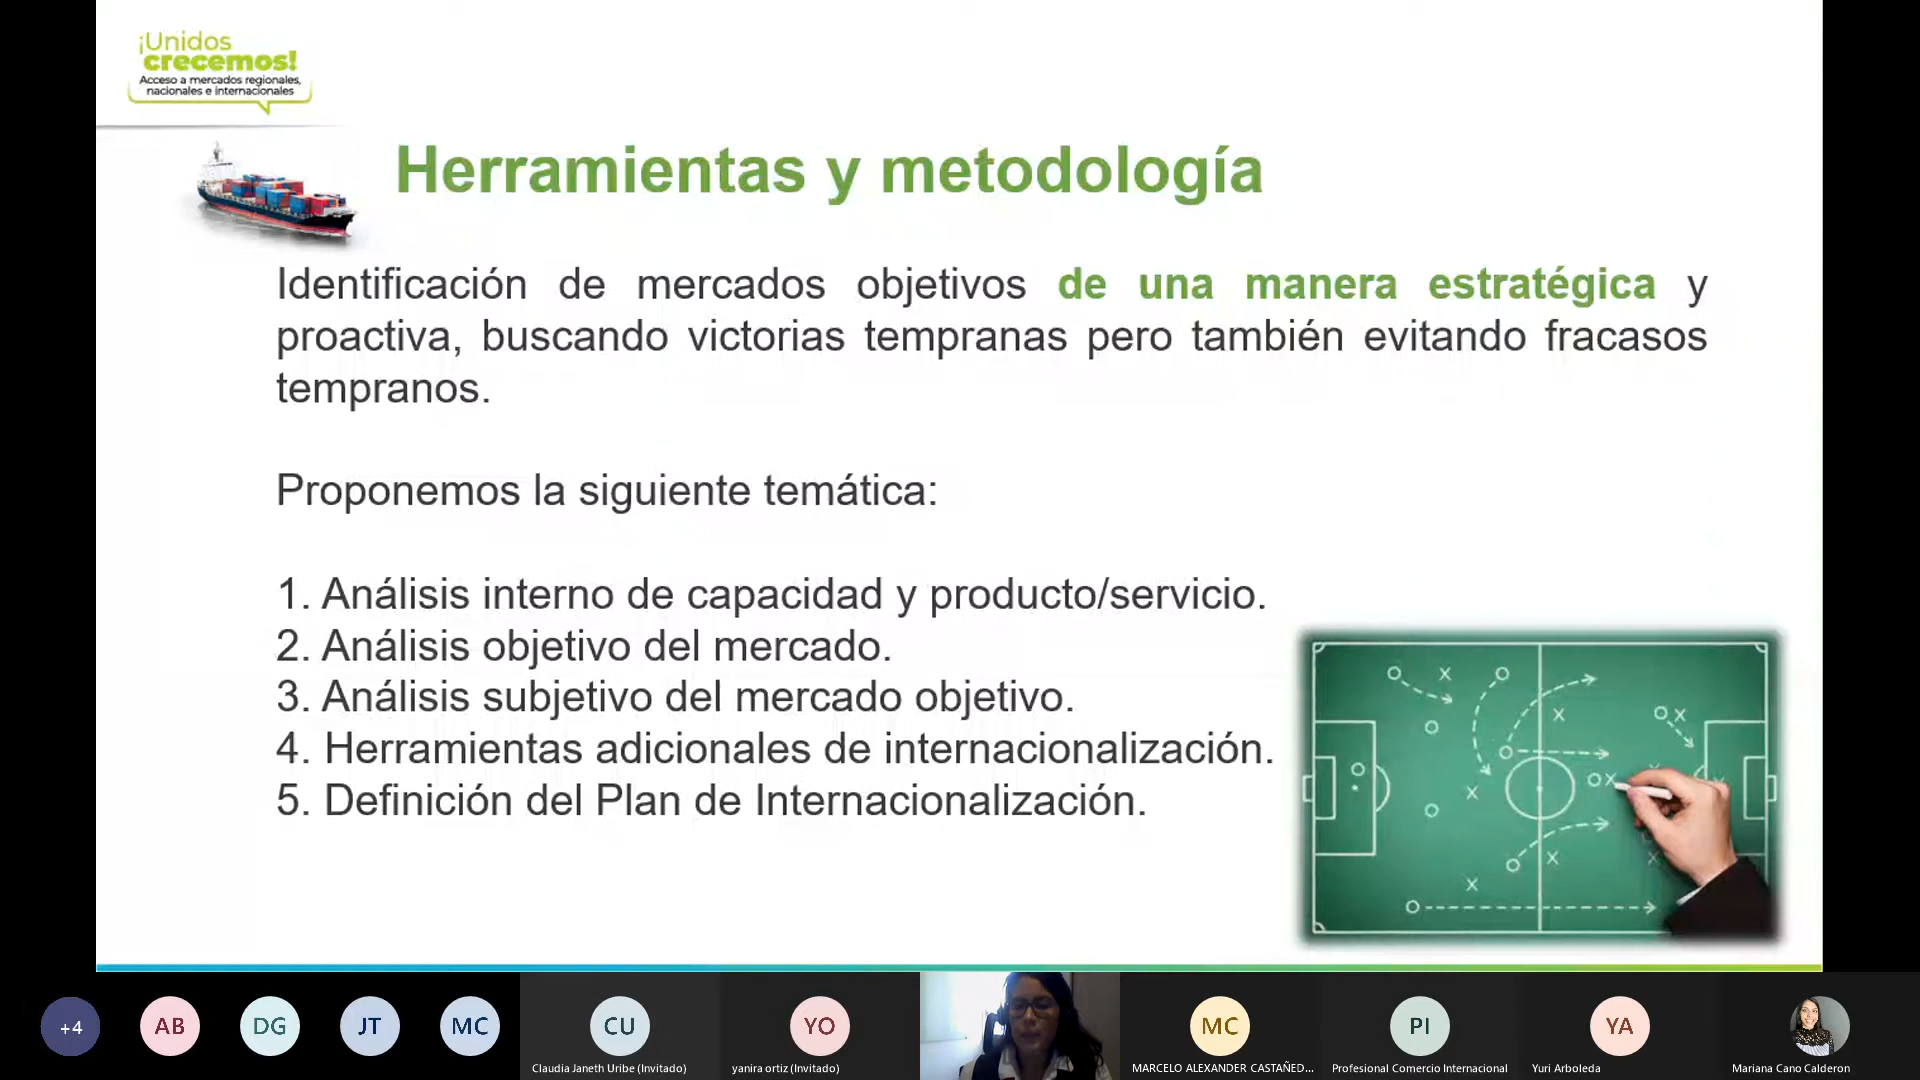 ¡Unidos
crecemos!
Acceso a mercados regionales,
nacionales e internacionales
Herramientas y metodología
Identificación de mercados objetivos de una manera estratégica y
proactiva, buscando victorias tempranas pero también evitando fracasos
tempranos.
Proponemos la siguiente temática:
1. Análisis interno de capacidad y producto/servicio.
2. Análisis objetivo del mercado.
3. Análisis subjetivo del mercado objetivo.
4. Herramientas adicionales de internacionalización.
5. Definición del Plan de Internacionalización.
+4
AB
DG
JT
MC
CU
YO
MC
PI
YA
Claudia Janeth Uribe (Invitado)
yanira ortiz (Invitado)
MARCELO ALEXANDER CASTAÑED...
Profesional Comercio Internacional
Yuri Arboleda
Mariana Cano Calderon